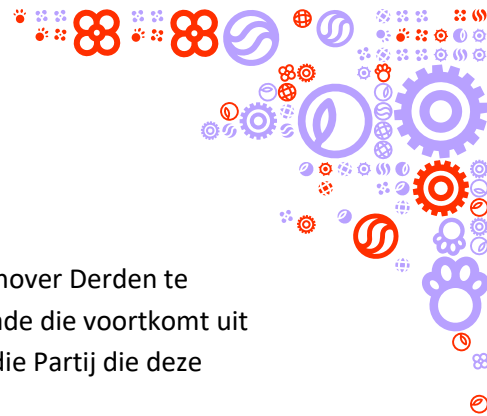 nover Derden te
nde die voortkomt uit
die Partij die deze